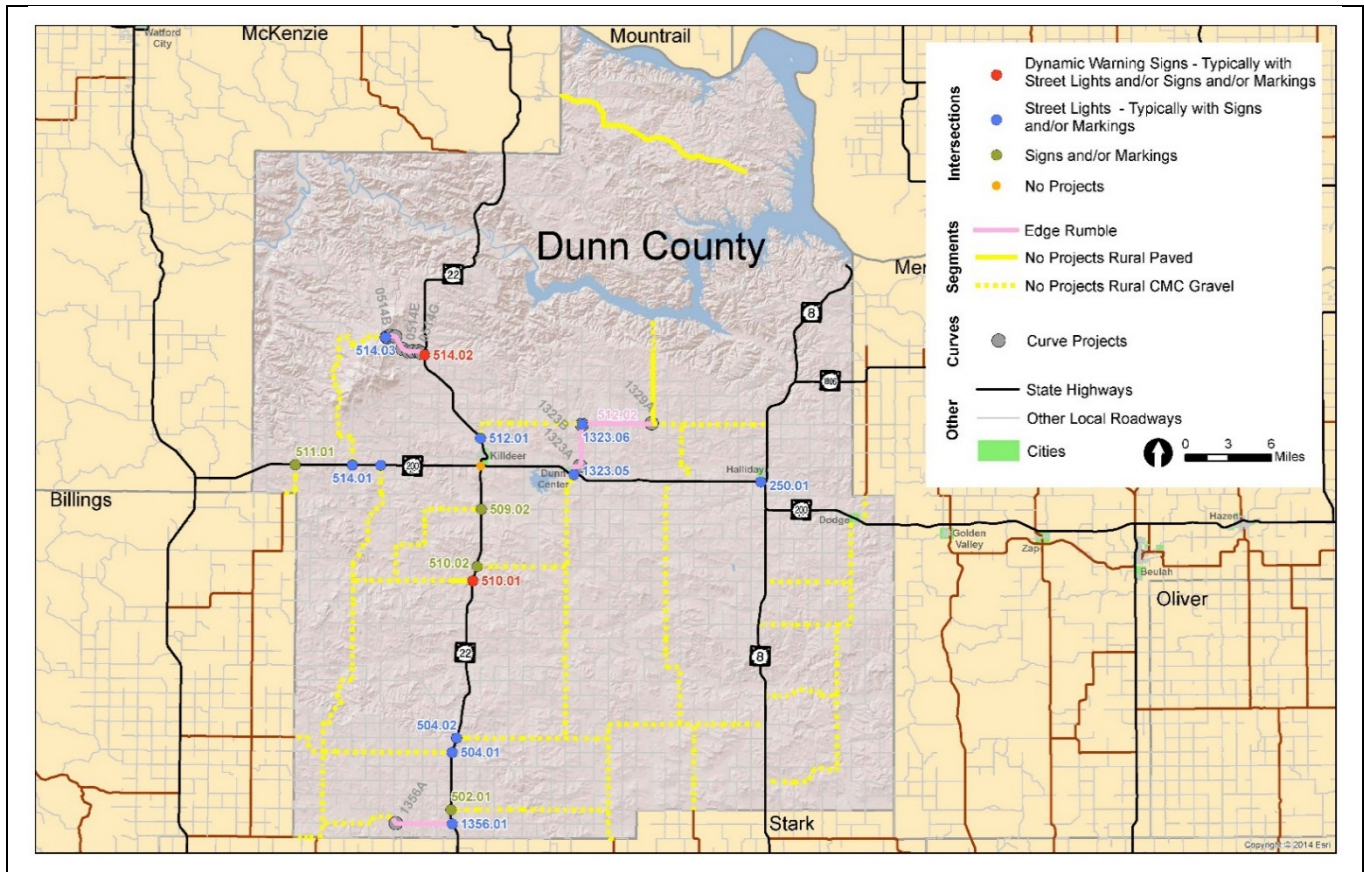 Watford
City
McKenzie
Mountrail
Dynamic Warning Signs - Typically with
Street Lights and/or Signs and/or Markings
Street Lights - Typically with Signs
and/or Markings
Signs and/or Markings
No Projects
Intersections
Edge Rumble
No Projects Rural Paved
No Projects Rural CMC Gravel
Segments
Curve Projects
Curves
State Highways
Other Local Roadways
Cities
Other
0 3 6
Miles
Dunn County
Mer
22
8
0514B
0514E
0514G
514.03
514.02
1806
1323B
512.02
1329A
512.01
1323.06
1323A
511.01
Killdeer
514.01
200
Dunn
Center
1323.05
Halliday
250.01
Billings
509.02
200
Dodge
Hazen
Golden
Valley
Zap
510.02
510.01
Beulah
Oliver
22
8
504.02
504.01
1356A
502.01
1356.01
Stark
Copyright:© 2014 Esri